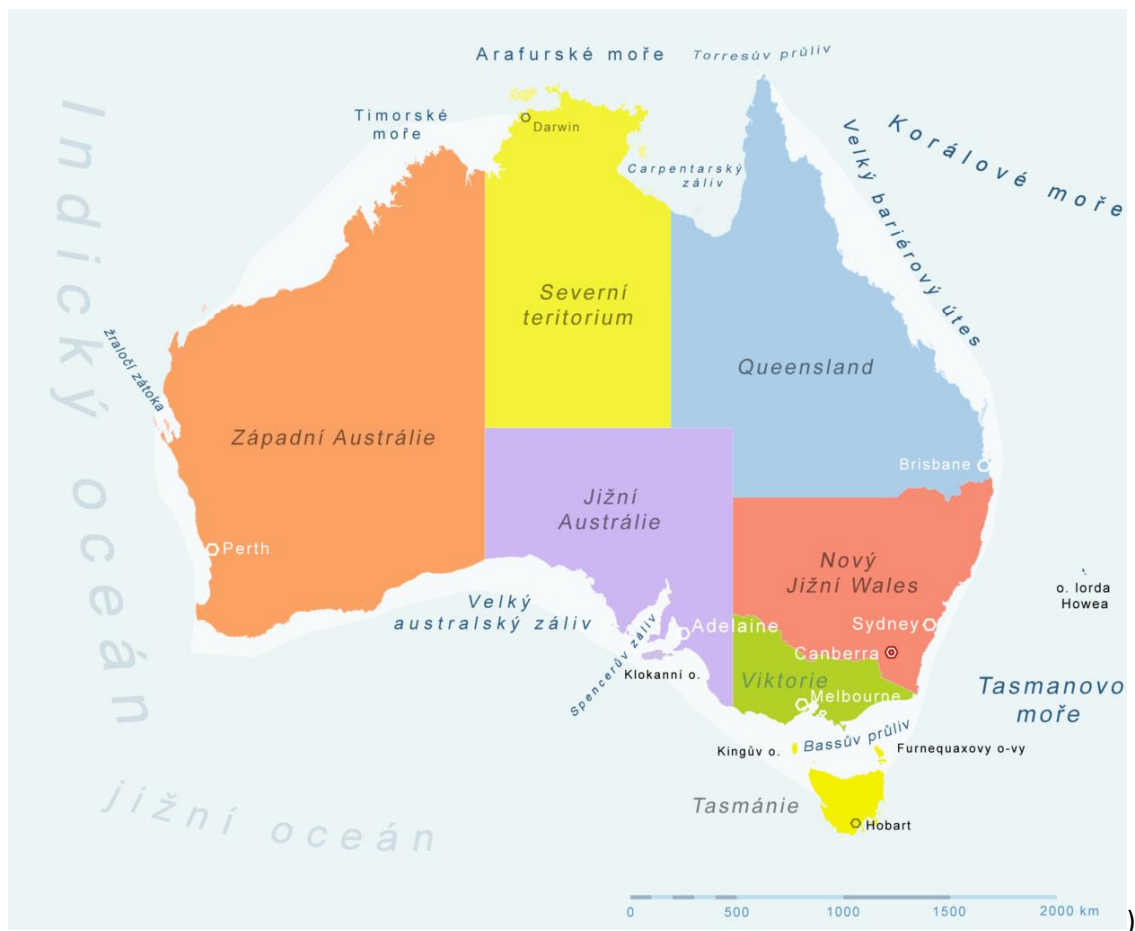 Arafurské moře
Torresův průliv
Timorské
moře
Darwin
Korálové moře
Velký bariérový útes
Carpentarský
záliv
Indický oceán
Severní
teritorium
Žraločí zátoka
Queensland
Západní Austrálie
Brisbane
Jižní
Austrálie
Perth
Nový
Jižní Wales
o. lorda
Howea
Velký
australský záliv
Spencerův záliv
Adelaine
Sydney
Canberra
Klokanní o.
Viktorie
Melbourne
Tasmanovo
moře
Kingův o.
Bassův průliv
Furnequaxovy o-vy
Tasmánie
Hobart
jižní oceán
0 500 1000 1500 2000 km
)